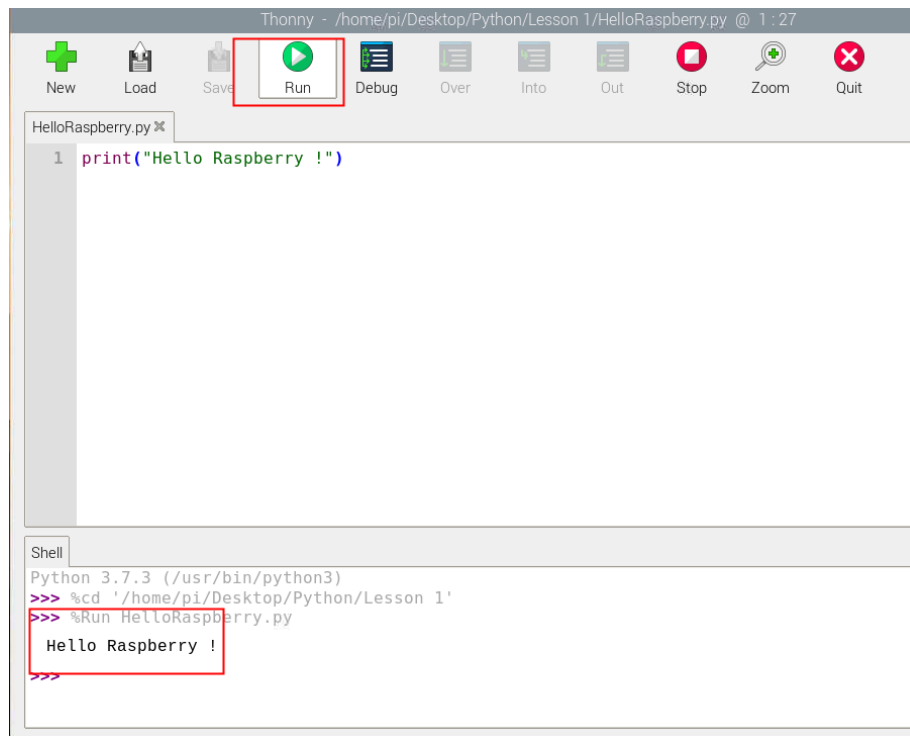 Thonny - /home/pi/Desktop/Python/Lesson 1/HelloRaspberry.py @ 1 : 27
New Load Save Run Debug Over Into Out Stop Zoom Quit
HelloRaspberry.py
1 print("Hello Raspberry !")
Shell
Python 3.7.3 (/usr/bin/python3)
>>> %cd '/home/pi/Desktop/Python/Lesson 1'
>>> %Run HelloRaspberry.py
Hello Raspberry !
>>>